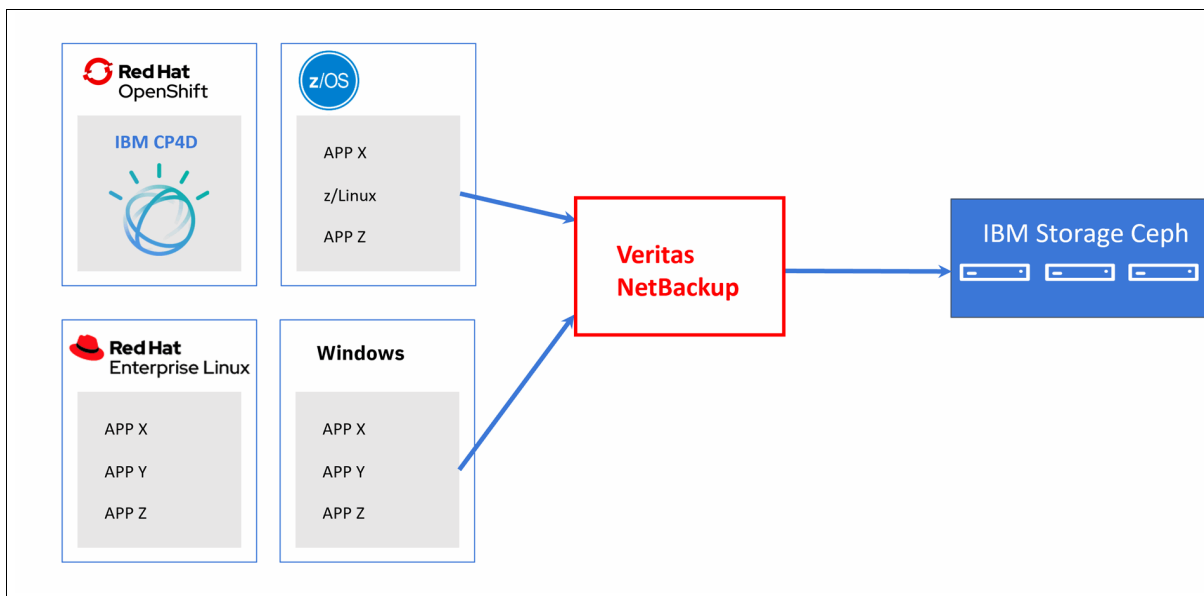 Red Hat
OpenShift
IBM CP4D
z/OS
APP X
z/Linux
APP Z
Red Hat
Enterprise Linux
APP X
APP Y
APP Z
Windows
APP X
APP Y
APP Z
Veritas
NetBackup
IBM Storage Ceph